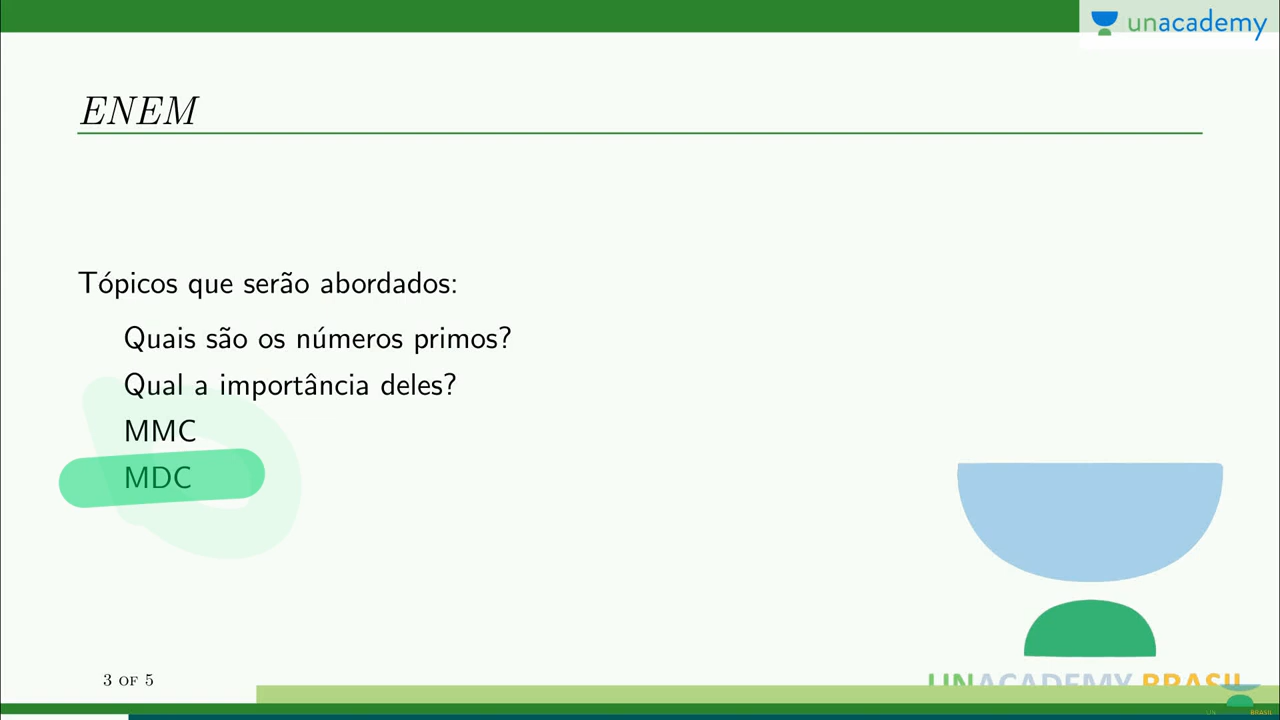 unacademy
ENEM
Tópicos que serão abordados:
Quais são os números primos?
Qual a importância deles?
MMC
MDC
3 OF 5
UNACADEMY BRASIL
BRASIL